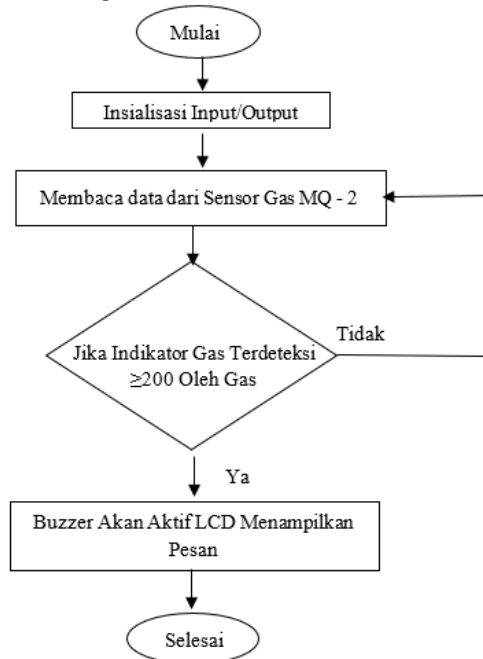 Mulai
Insialisasi Input/Output
Membaca data dari Sensor Gas MQ - 2
Jika Indikator Gas Terdeteksi
≥200 Oleh Gas
Tidak
Ya
Buzzer Akan Aktif LCD Menampilkan
Pesan
Selesai